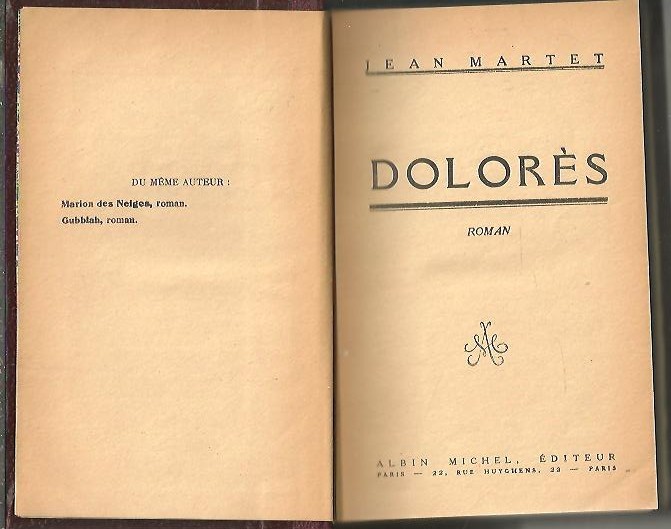 DU MÊME AUTEUR :
Marion des Neiges, roman.
Gubbiah, roman.
JEAN MARTET
DOLORÈS
ROMAN
ALBIN MICHEL, ÉDITEUR
PARIS — 22, RUE HUYGHENS, 22 — PARIS